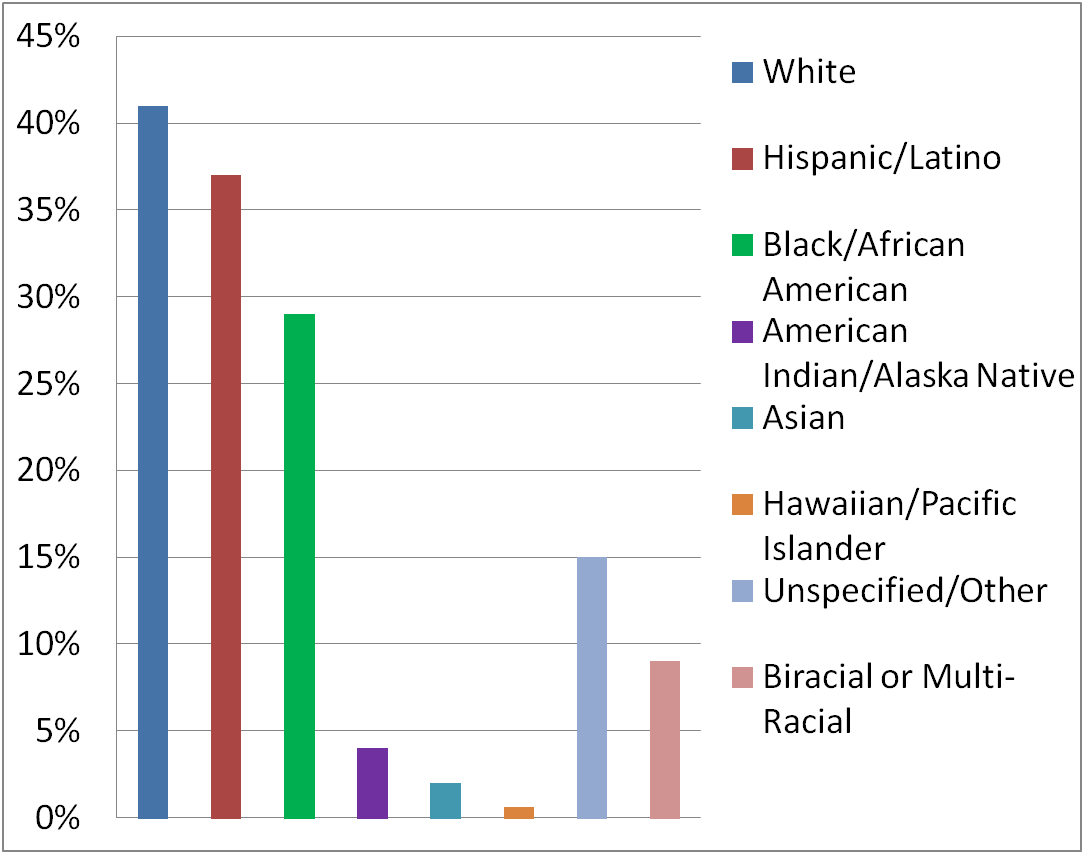 45%
40%
35%
30%
25%
20%
15%
10%
5%
0%
White
Hispanic/Latino
Black/African
American
American
Indian/Alaska Native
Asian
Hawaiian/Pacific
Islander
Unspecified/Other
Biracial or Multi-
Racial